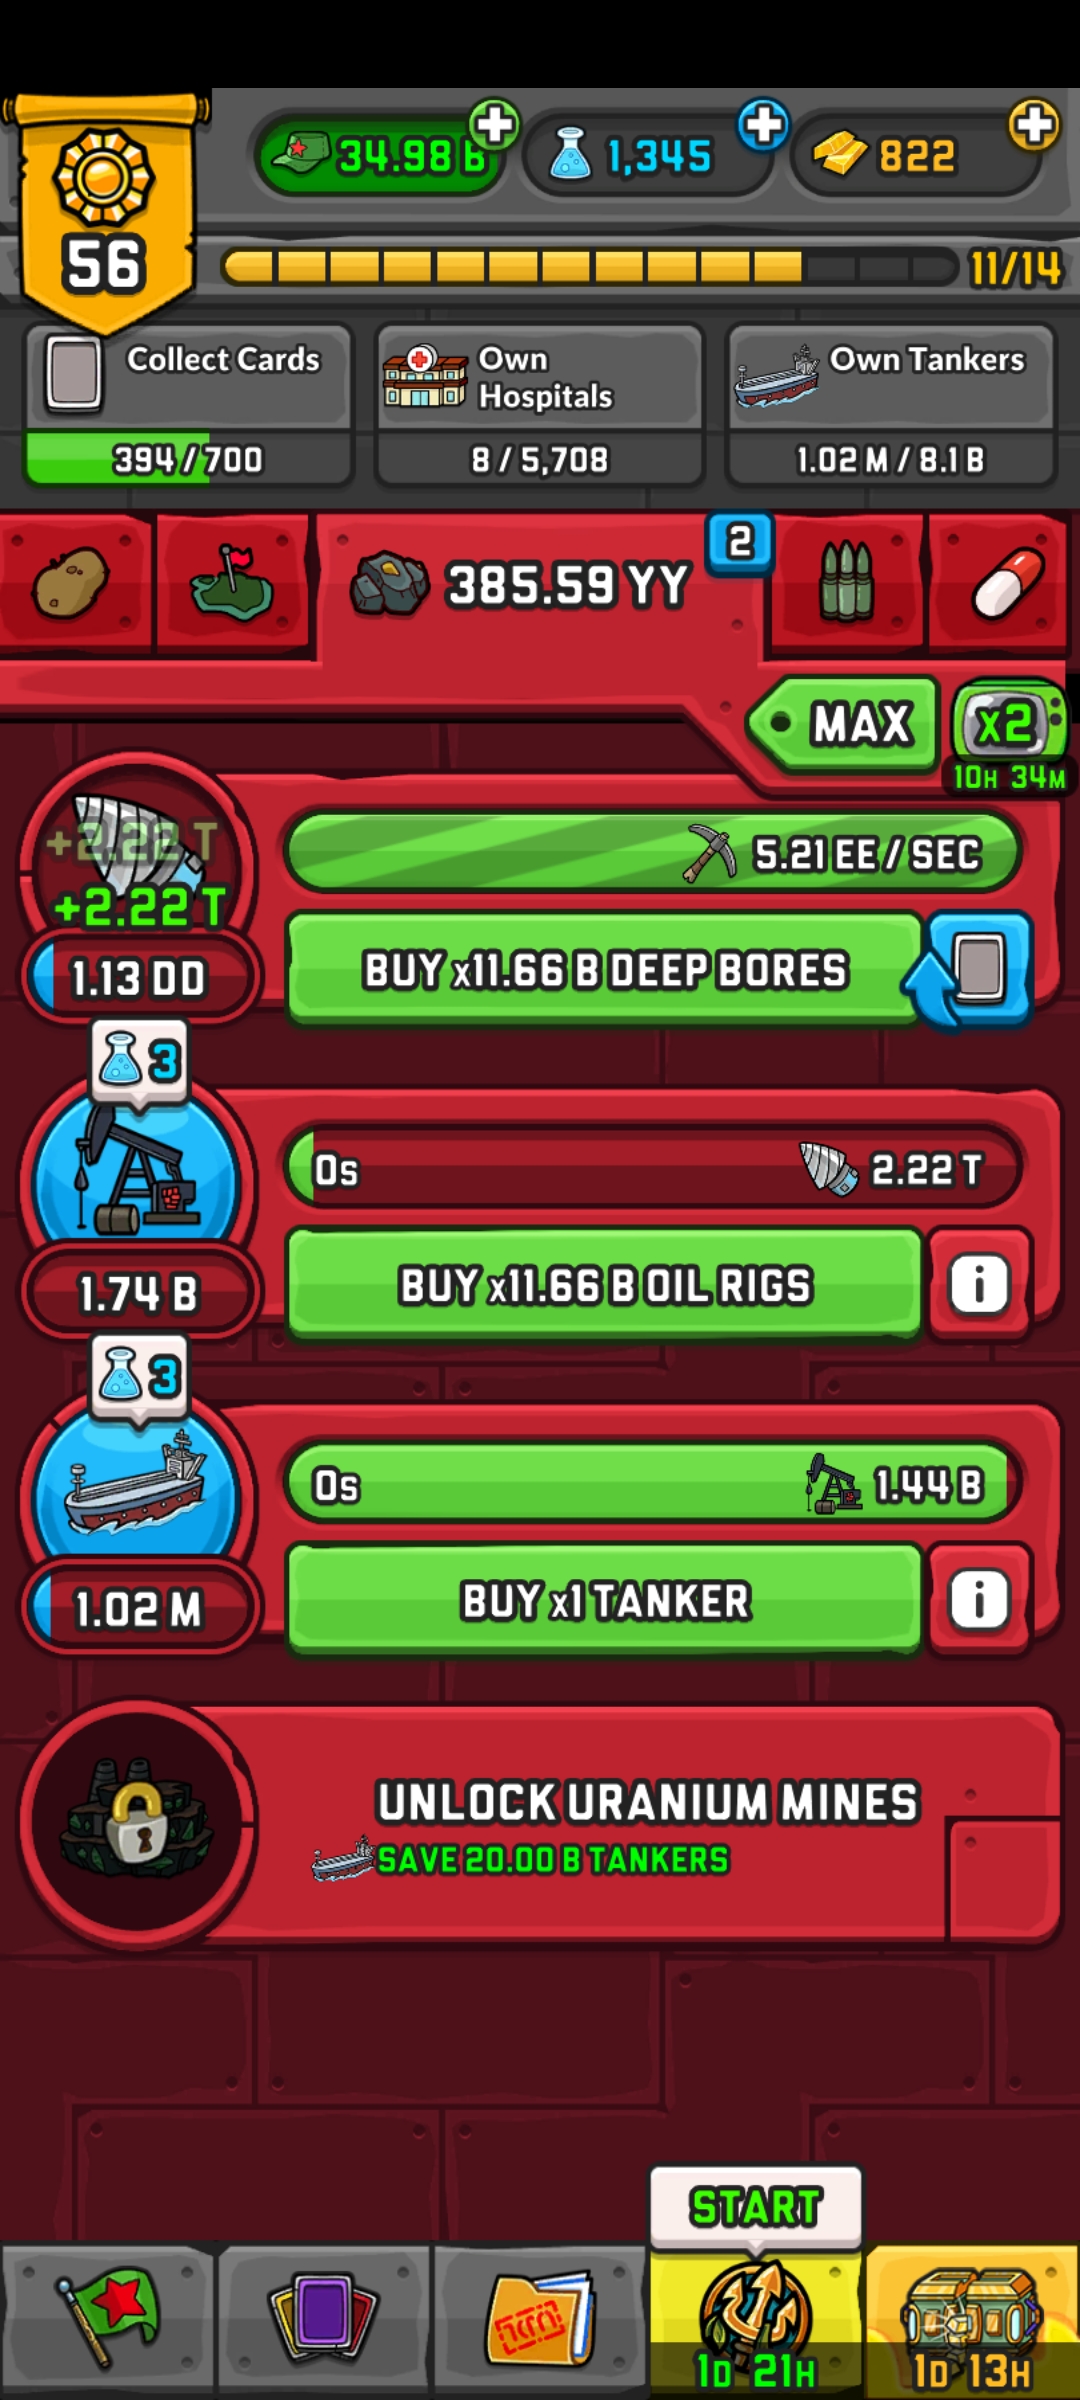 56
34.98 B
1,345
822
11/14
Collect Cards
394/700
Own
Hospitals
8/5,708
Own Tankers
1.02 M/8.1 B
385.59 YY
2
MAX
x2
10H 34M
+2.22 T
+2.22 T
5.21 EE/SEC
1.13 DD
BUY x11.66 B DEEP BORES
3
0s
2.22 T
1.74 B
BUY x11.66 B OIL RIGS
i
3
0s
1.44 B
1.02 M
BUY x1 TANKER
i
UNLOCK URANIUM MINES
SAVE 20.00 B TANKERS
START
1D 21H
1D 13H